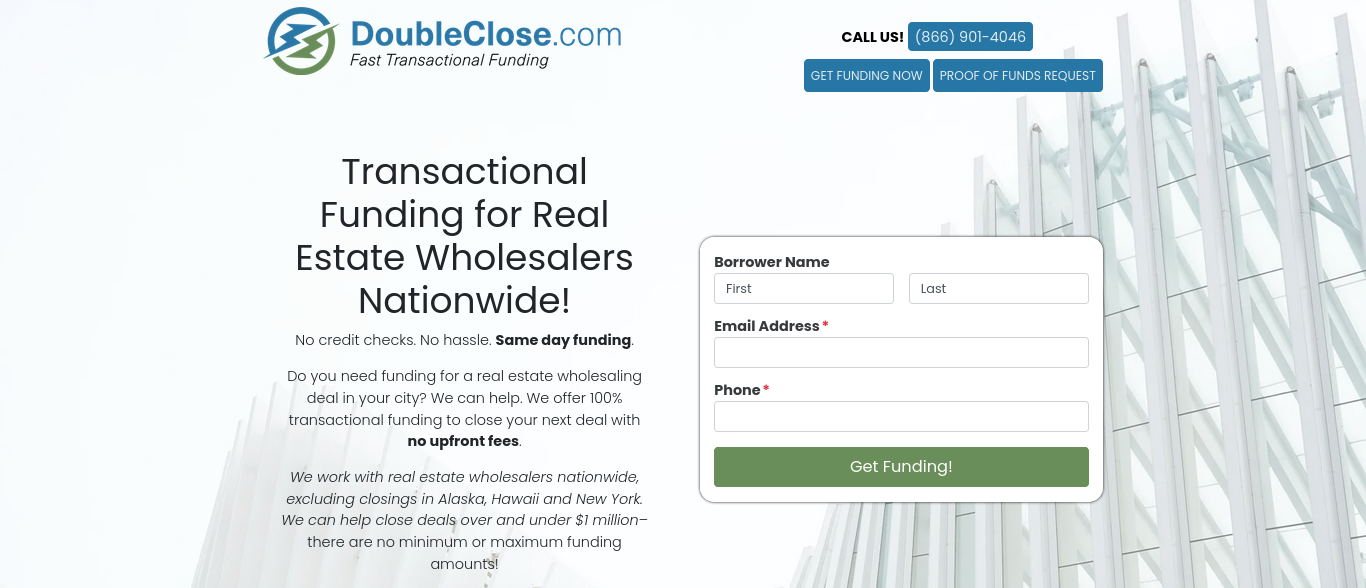 DoubleClose.com
Fast Transactional Funding
CALL US! (866) 901-4046
GET FUNDING NOW PROOF OF FUNDS REQUEST
Transactional
Funding for Real
Estate Wholesalers
Nationwide!
No credit checks. No hassle. Same day funding.
Do you need funding for a real estate wholesaling
deal in your city? We can help. We offer 100%
transactional funding to close your next deal with
no upfront fees.
We work with real estate wholesalers nationwide,
excluding closings in Alaska, Hawaii and New York.
We can help close deals over and under $1 million–
there are no minimum or maximum funding
amounts!
Borrower Name
First Last
Email Address *
Phone *
Get Funding!